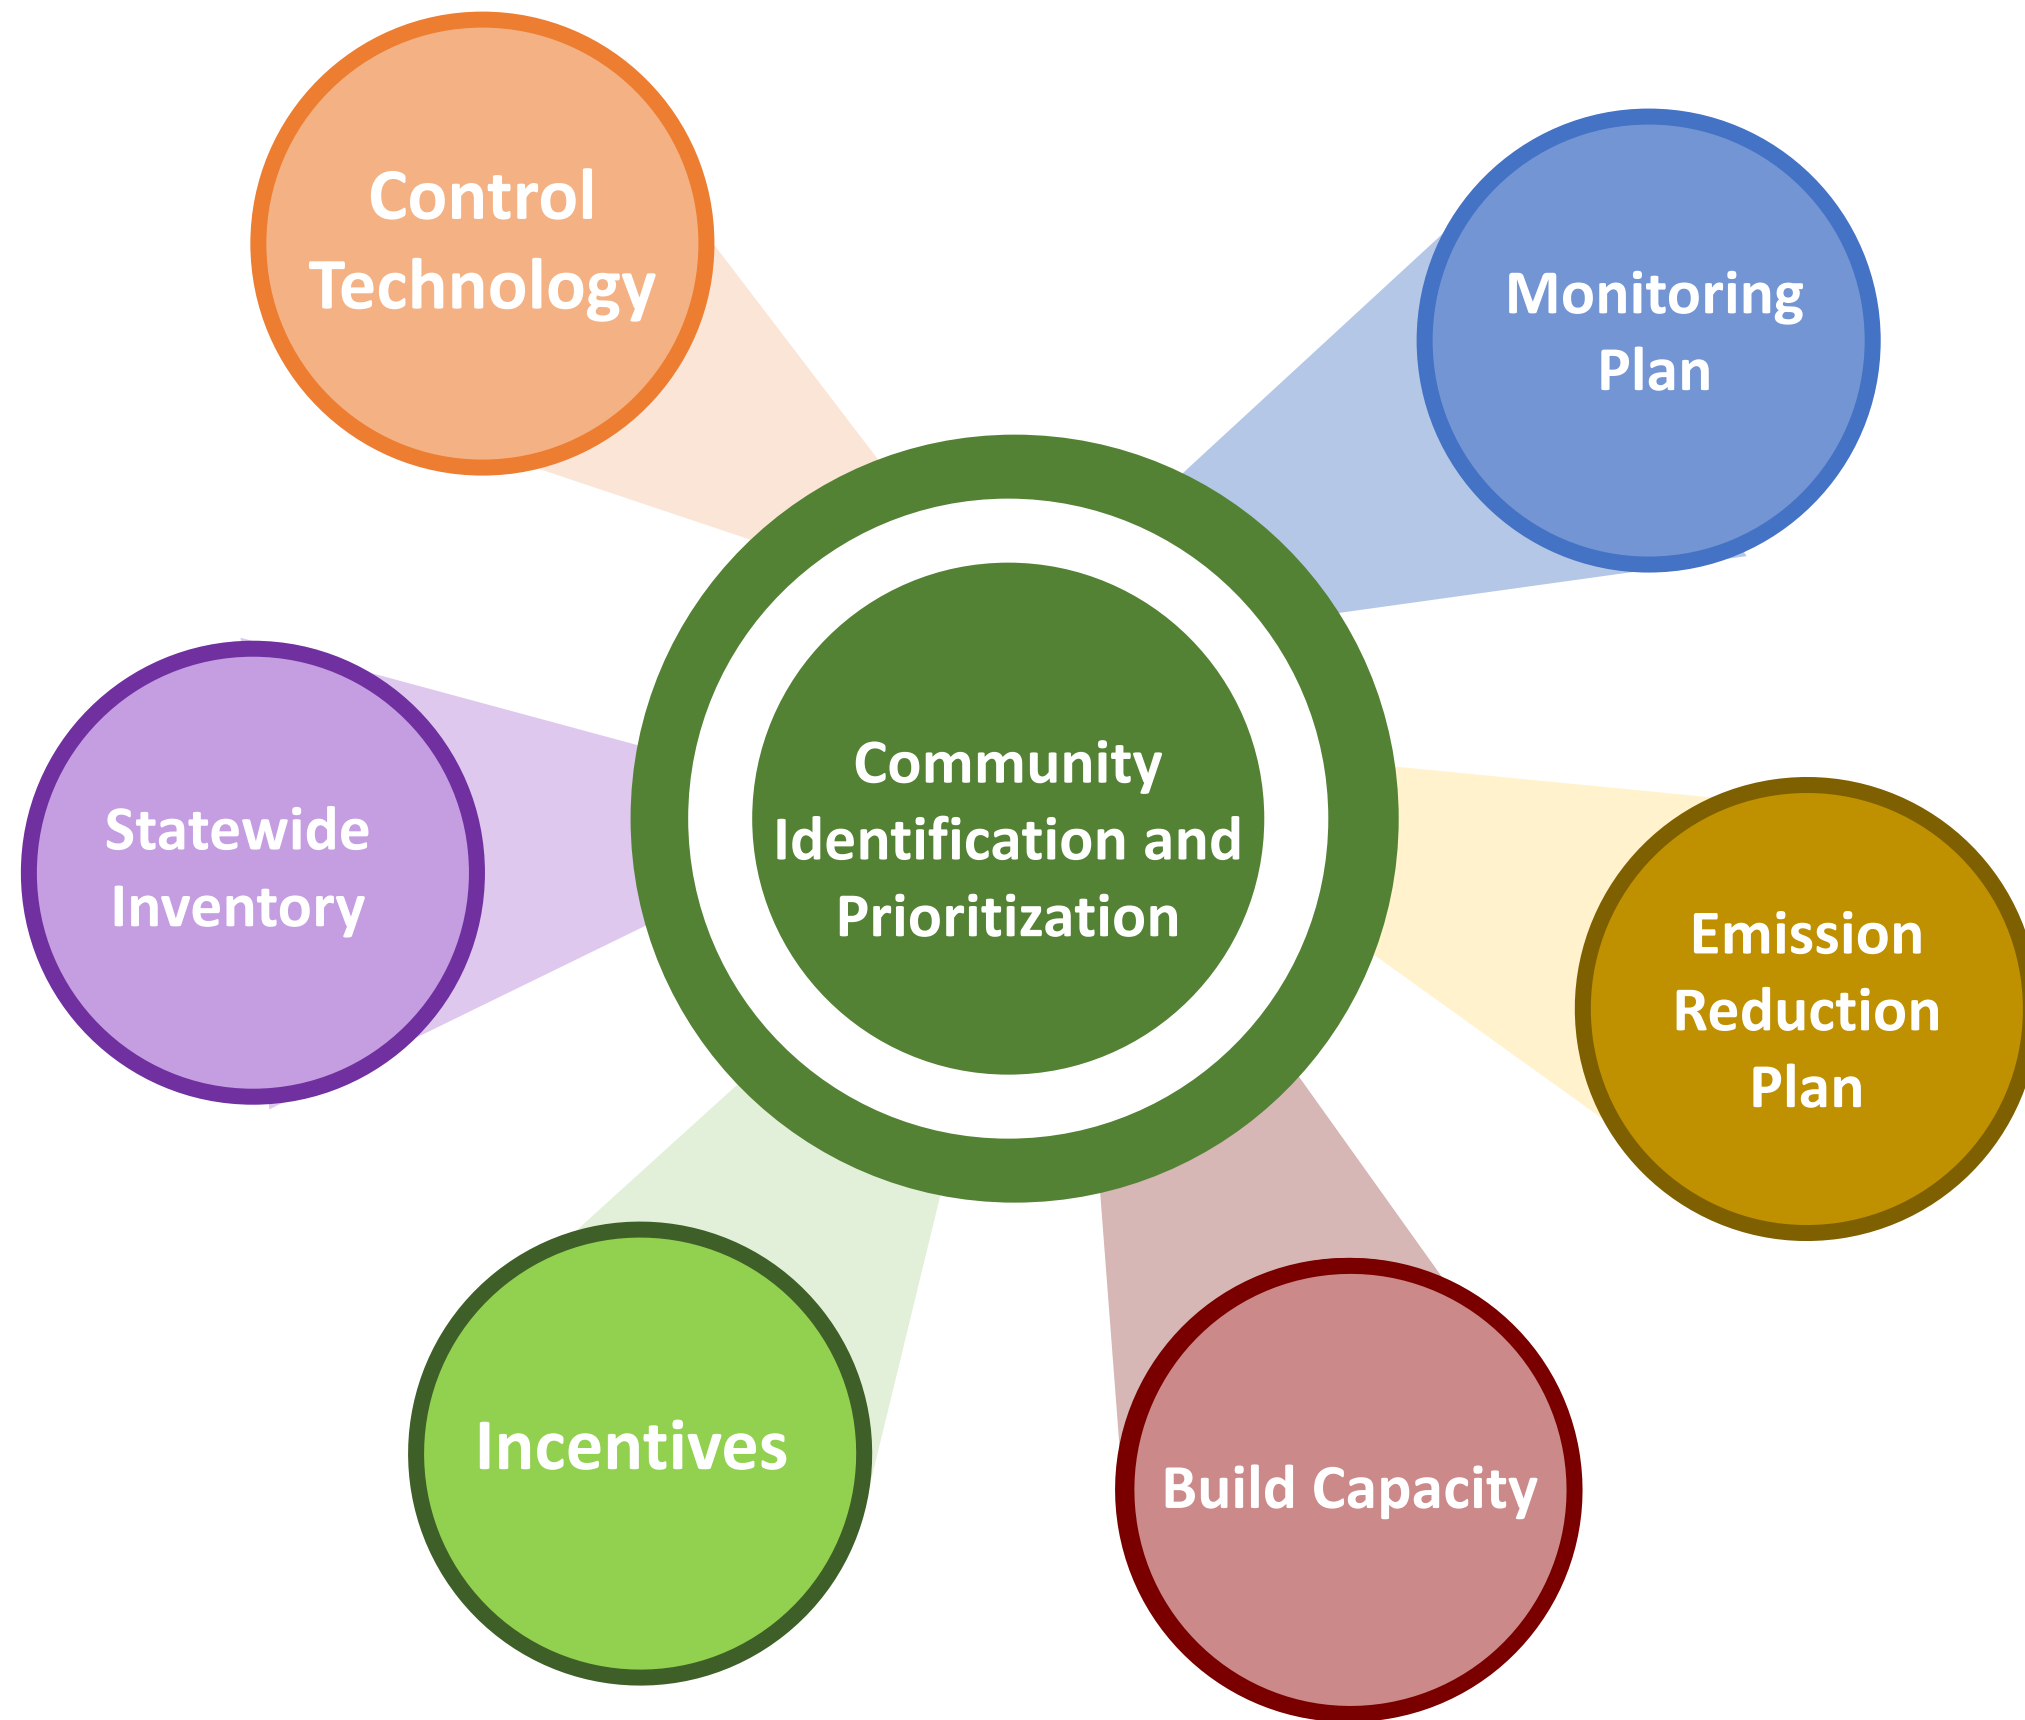 Control
Technology
Monitoring
Plan
Community
Identification and
Prioritization
Statewide
Inventory
Emission
Reduction
Plan
Incentives
Build Capacity